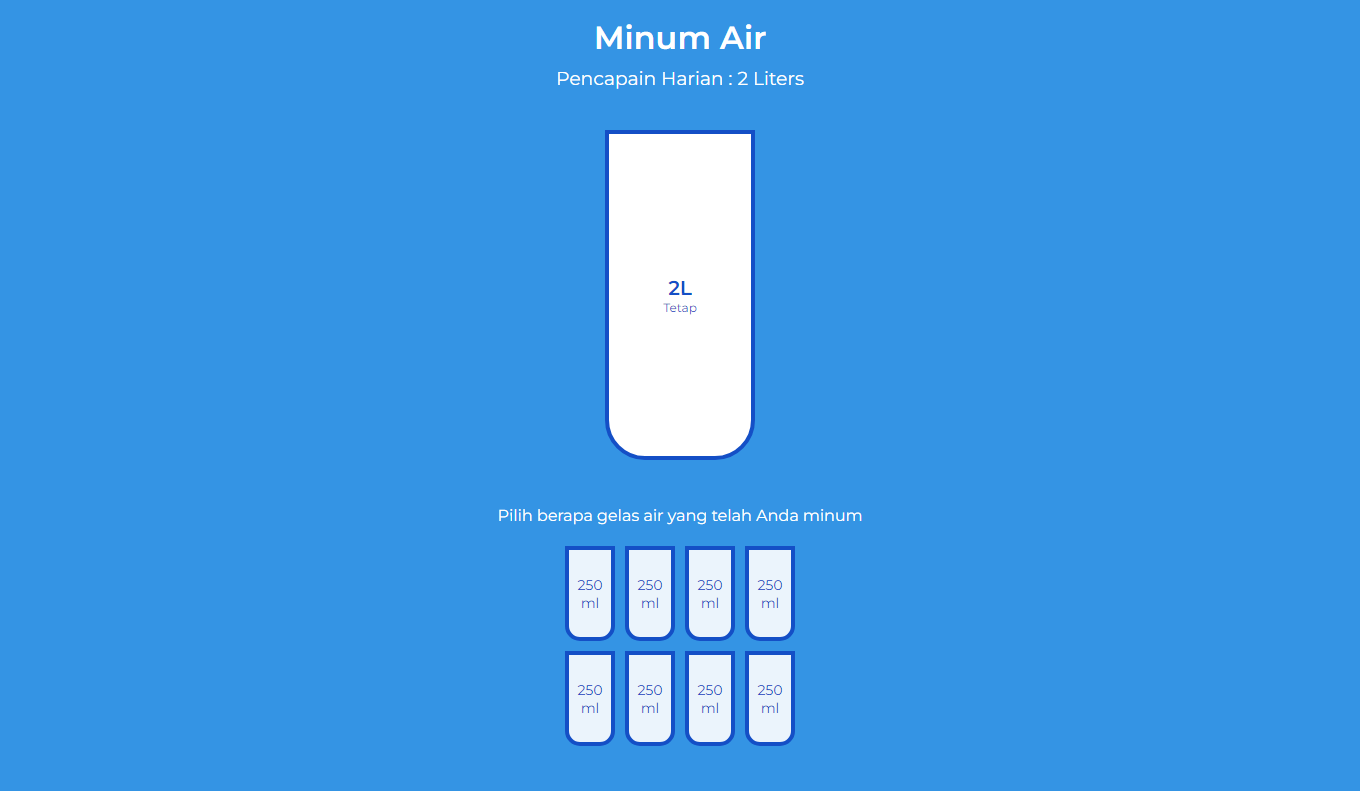 Minum Air
Pencapain Harian : 2 Liters
2L
Tetap
Pilih berapa gelas air yang telah Anda minum
250 250 250 250
ml ml ml ml
250 250 250 250
ml ml ml ml